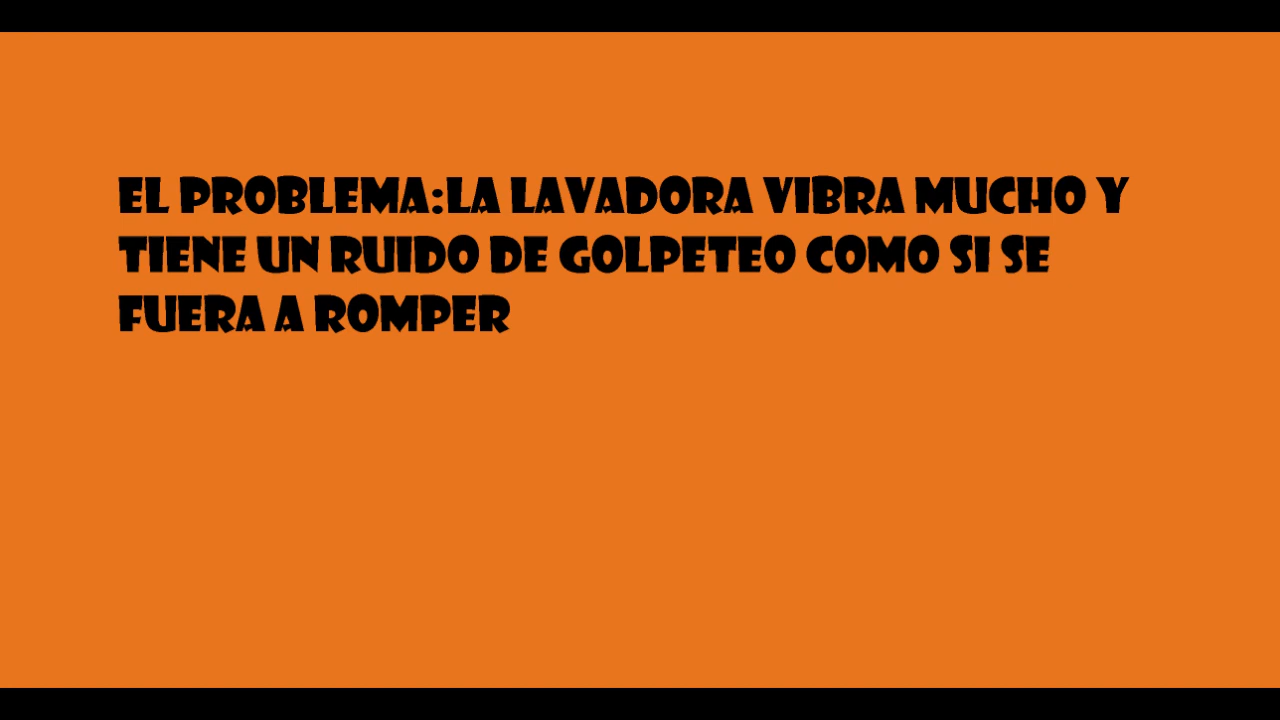 EL PROBLEMA:LA LAVADORA VIBRA MUCHO Y
TIENE UN RUIDO DE GOLPETEO COMO SI SE
FUERA A ROMPER